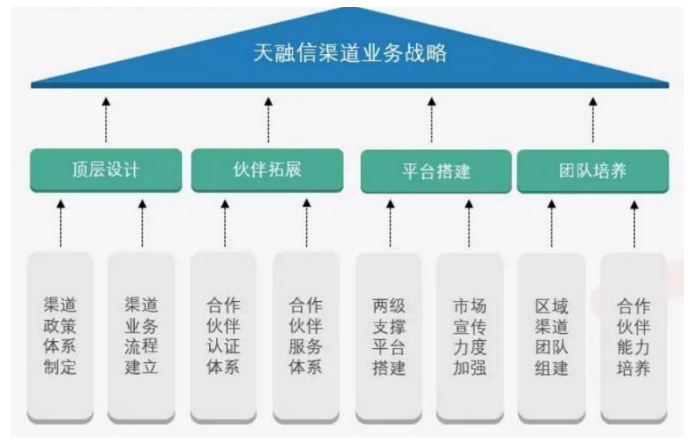 天融信渠道业务战略
顶层设计
伙伴拓展
平台搭建
团队培养
渠道
政策
体系
制定
渠道
业务
流程
建立
合作
伙伴
认证
体系
合作
伙伴
服务
体系
两级
支撑
平台
搭建
市场
宣传
力度
加强
区域
渠道
团队
组建
合作
伙伴
能力
培养